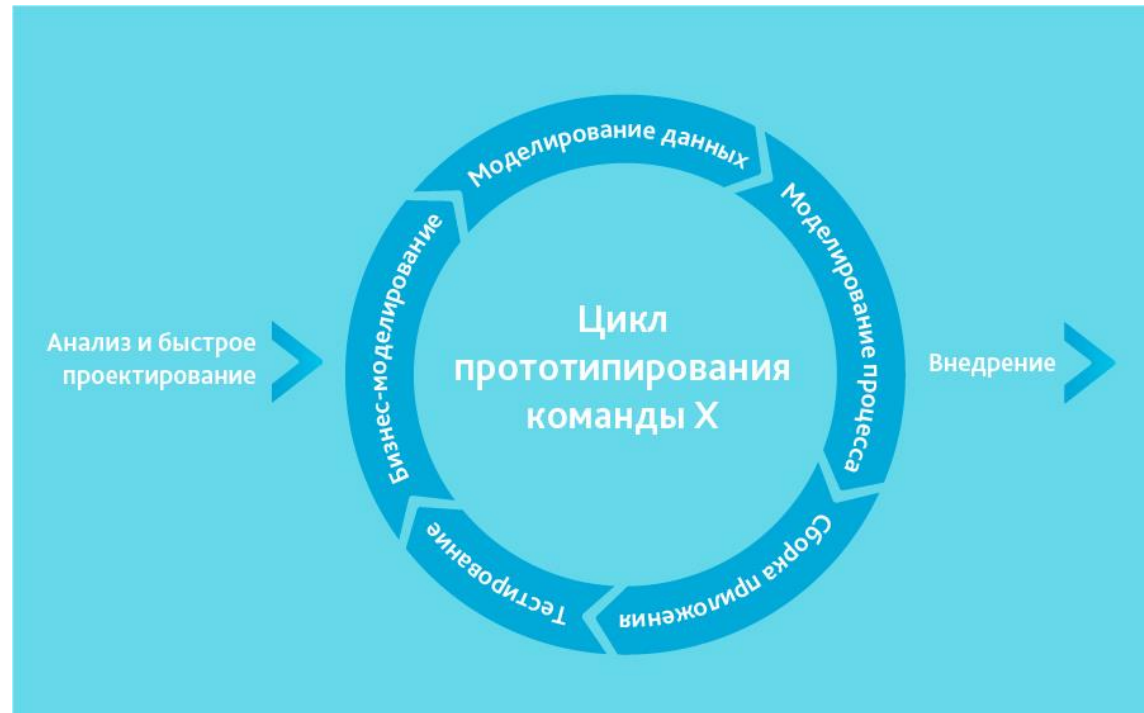 Анализ и быстрое
проектирование
Бизнес-моделирование
Моделирование данных
Моделирование процесса
Сборка приложения
Тестирование
Цикл
прототипирования
команды X
Внедрение